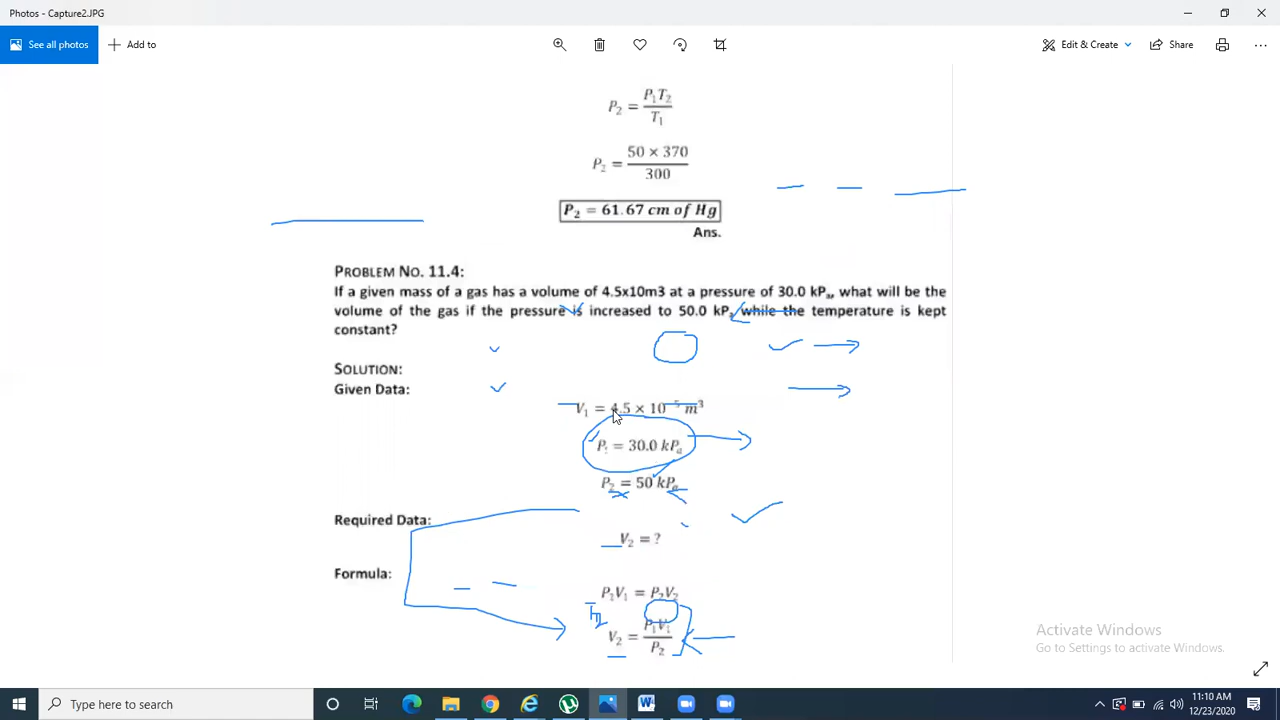 Photos - Capture2.JPG
See all photos Add to Edit & Create Share
P₂ = P₁T₂ / T₁
P₂ = 50 × 370 / 300
P₂ = 61.67 cm of Hg
Ans.
PROBLEM NO. 11.4:
If a given mass of a gas has a volume of 4.5x10m3 at a pressure of 30.0 kPₐ, what will be the
volume of the gas if the pressure is increased to 50.0 kPₐ while the temperature is kept
constant?
SOLUTION:
Given Data:
V₁ = 4.5 × 10⁻⁵ m³
P₁ = 30.0 kPₐ
P₂ = 50 kPₐ
Required Data:
V₂ = ?
Formula:
P₁V₁ = P₂V₂
V₂ = P₁V₁ / P₂
Activate Windows
Go to Settings to activate Windows.
Type here to search
11:10 AM
12/23/2020